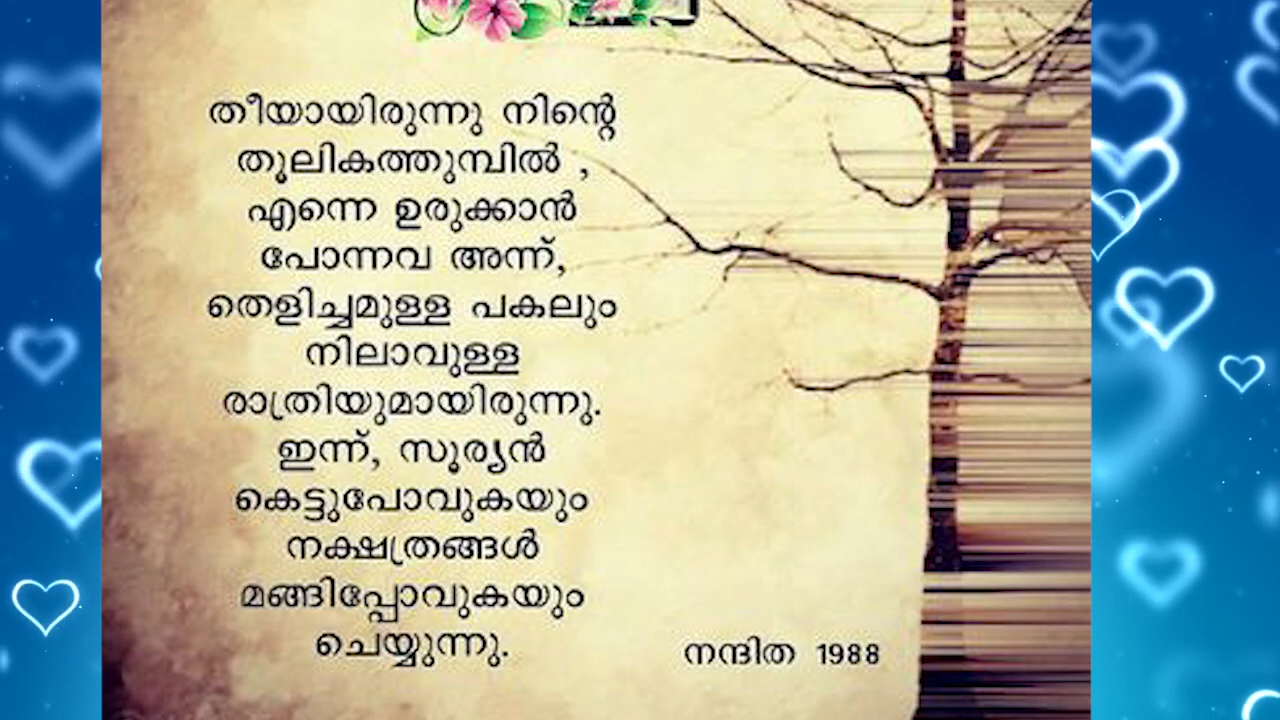 തീയായിരുന്നു നിന്റെ
തൂലികത്തുമ്പിൽ ,
എന്നെ ഉരുക്കാൻ
പോന്നവ അന്ന്,
തെളിച്ചമുള്ള പകലും
നിലാവുള്ള
രാത്രിയുമായിരുന്നു.
ഇന്ന്, സൂര്യൻ
കെട്ടുപോവുകയും
നക്ഷത്രങ്ങൾ
മങ്ങിപ്പോവുകയും
ചെയ്യുന്നു.
നന്ദിത 1988